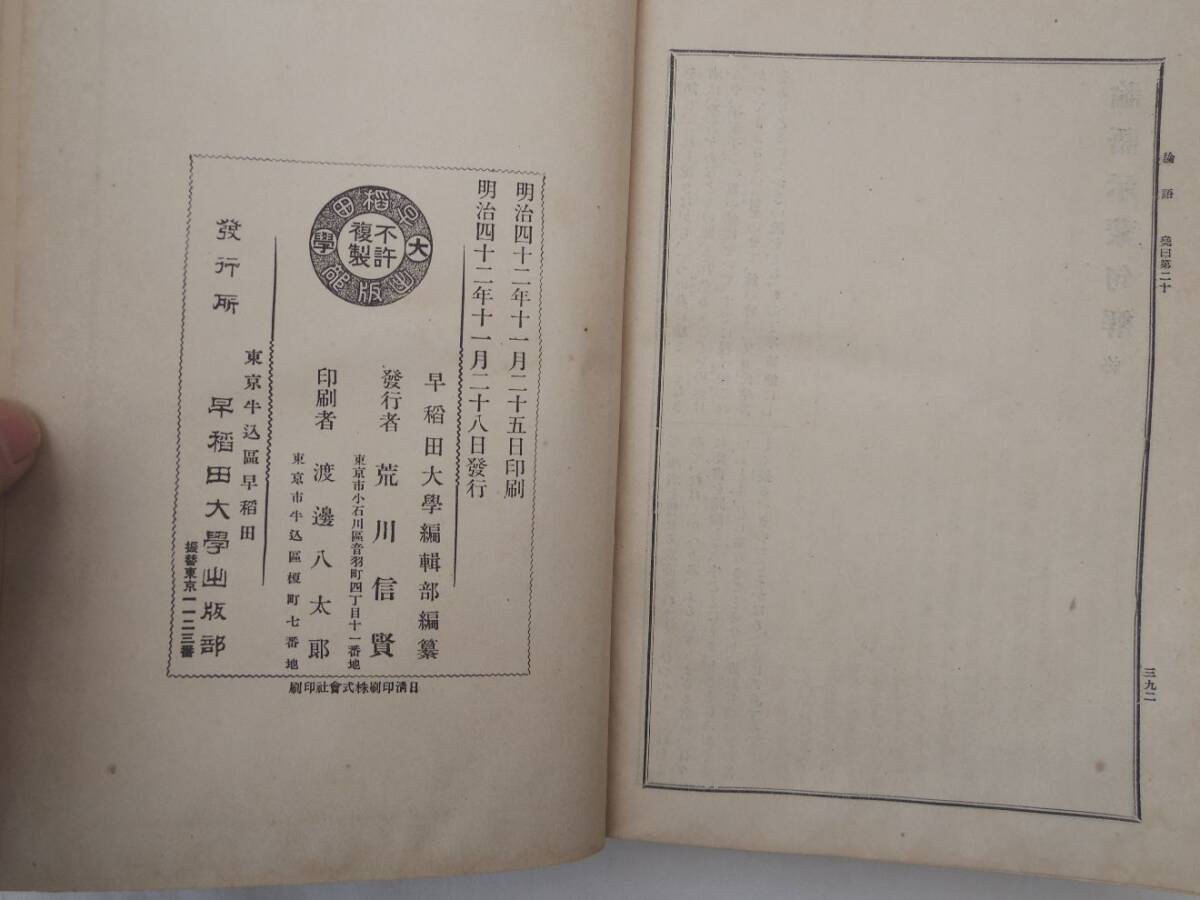 論語 堯曰第二十
三九二
明治四十二年十一月二十五日印刷
明治四十二年十一月二十八日發行
早稻田大學出版部
不許複製
早稻田大學編輯部編纂
發行者 荒川信賢
東京市小石川區音羽町四丁目十一番地
印刷者 渡邊八太郎
東京市牛込區榎町七番地
東京牛込區早稻田
發行所 早稻田大學出版部
振替東京一一二三番
日淸印刷株式會社印刷